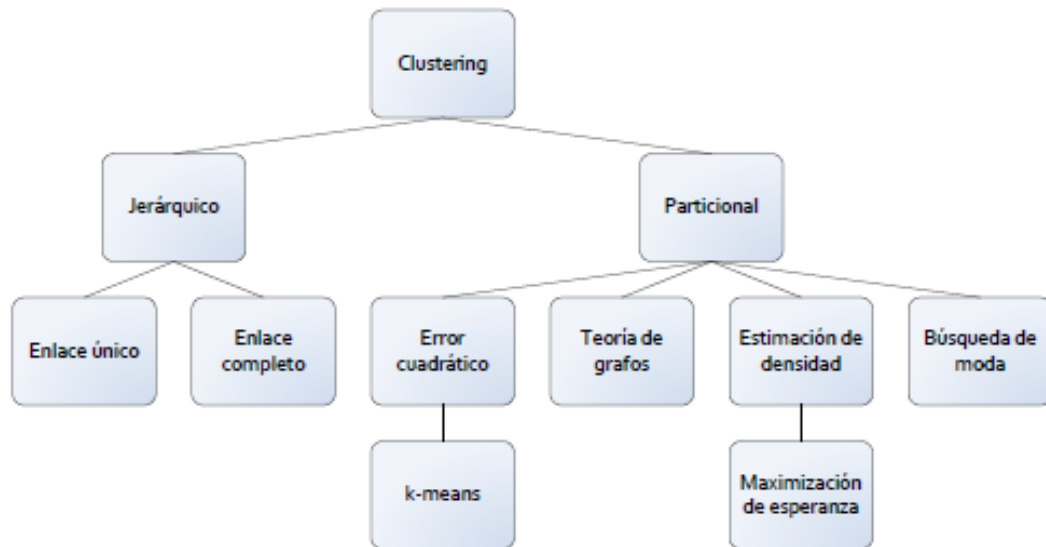 Clustering
Jerárquico
Particional
Enlace único
Enlace
completo
Error
cuadrático
Teoría de
grafos
Estimación de
densidad
Búsqueda de
moda
k-means
Maximización
de esperanza